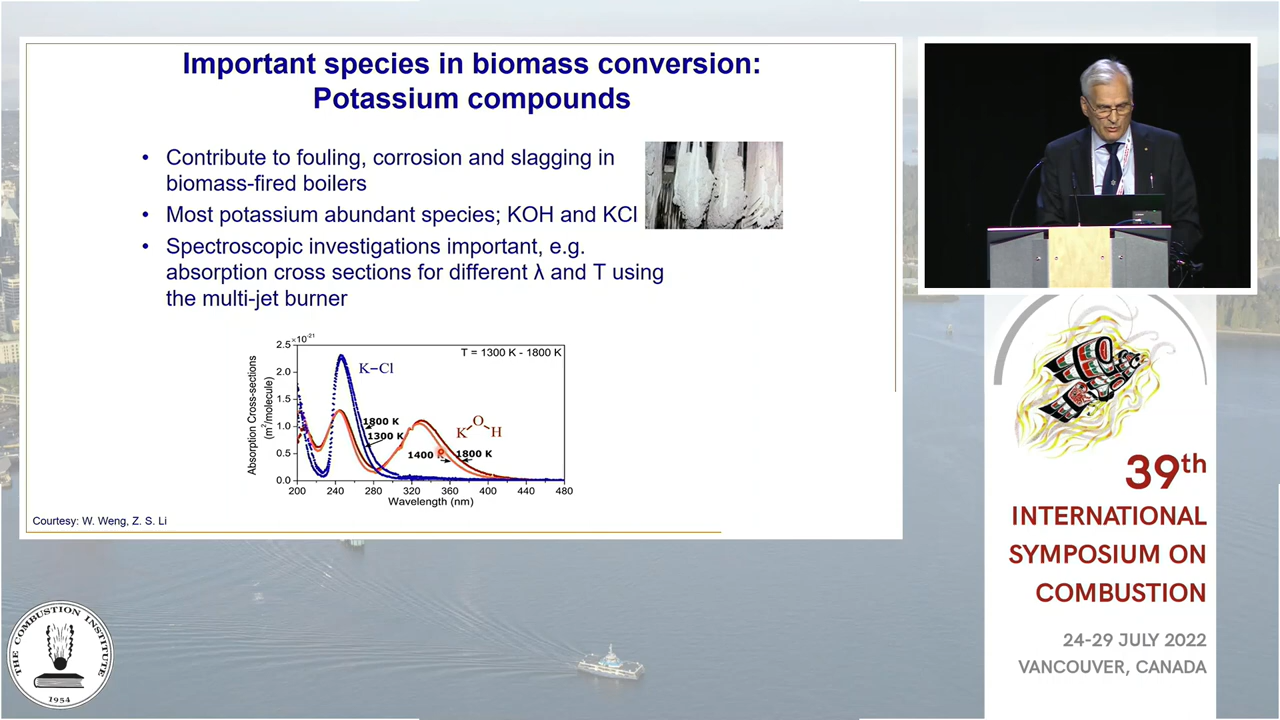 Important species in biomass conversion:
Potassium compounds
• Contribute to fouling, corrosion and slagging in
biomass-fired boilers
• Most potassium abundant species; KOH and KCl
• Spectroscopic investigations important, e.g.
absorption cross sections for different λ and T using
the multi-jet burner
×10⁻²¹
T = 1300 K - 1800 K
K–Cl
1800 K
1300 K
K O H
1400
1800 K
2.5
2.0
1.5
1.0
0.5
0.0
200 240 280 320 360 400 440 480
Absorption Cross-sections
(m²/molecule)
Wavelength (nm)
Courtesy: W. Weng, Z. S. Li
39th
INTERNATIONAL
SYMPOSIUM ON
COMBUSTION
24-29 JULY 2022
VANCOUVER, CANADA
THE COMBUSTION INSTITUTE
1954